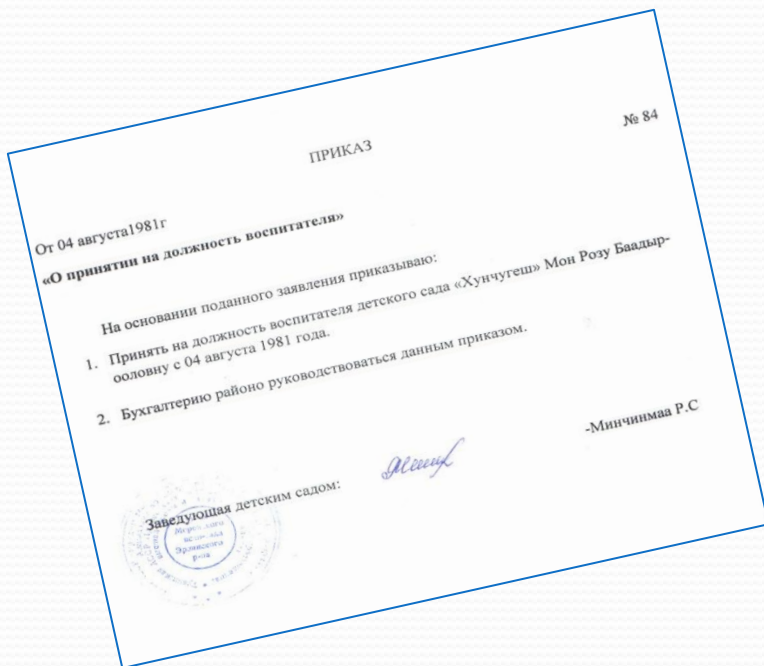 ПРИКАЗ
№ 84
От 04 августа1981г
«О принятии на должность воспитателя»
На основании поданного заявления приказываю:
1. Принять на должность воспитателя детского сада «Хунчугеш» Мон Розу Баадыр-
ооловну с 04 августа 1981 года.
2. Бухгалтерию районо руководствоваться данным приказом.
Заведующая детским садом:
-Минчинмаа Р.С